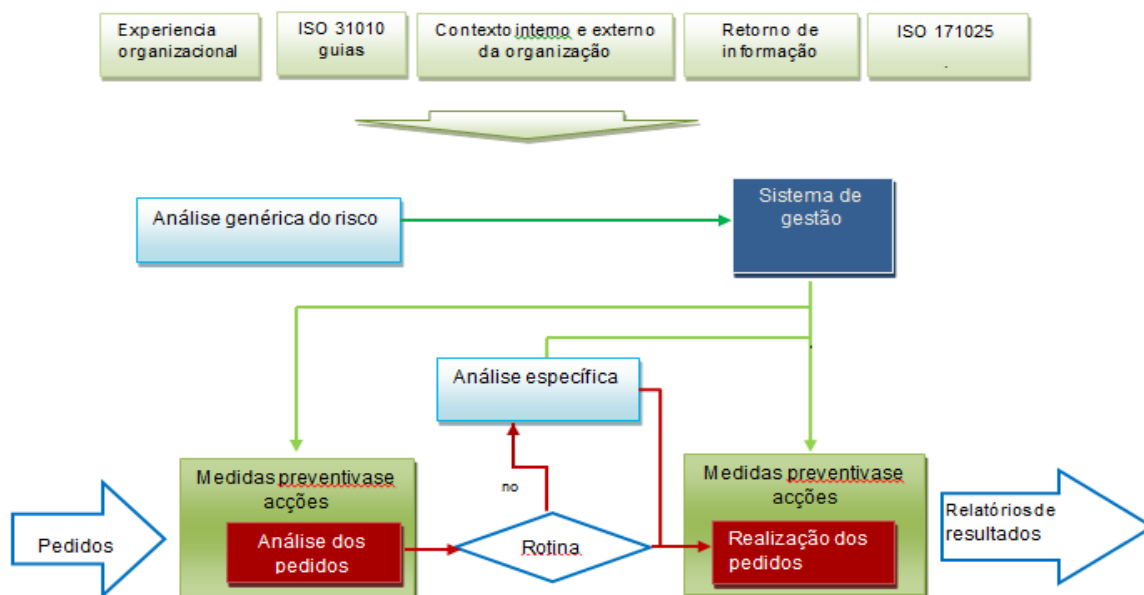 Experiencia
organizacional
ISO 31010
guias
Contexto interno e externo
da organização
Retorno de
informação
ISO 171025
.
Análise genérica do risco
Sistema de
gestão
Análise específica
Medidas preventivase
acções
Análise dos
pedidos
Pedidos
no
Rotina
Medidas preventivase
acções
Realização dos
pedidos
Relatórios de
resultados